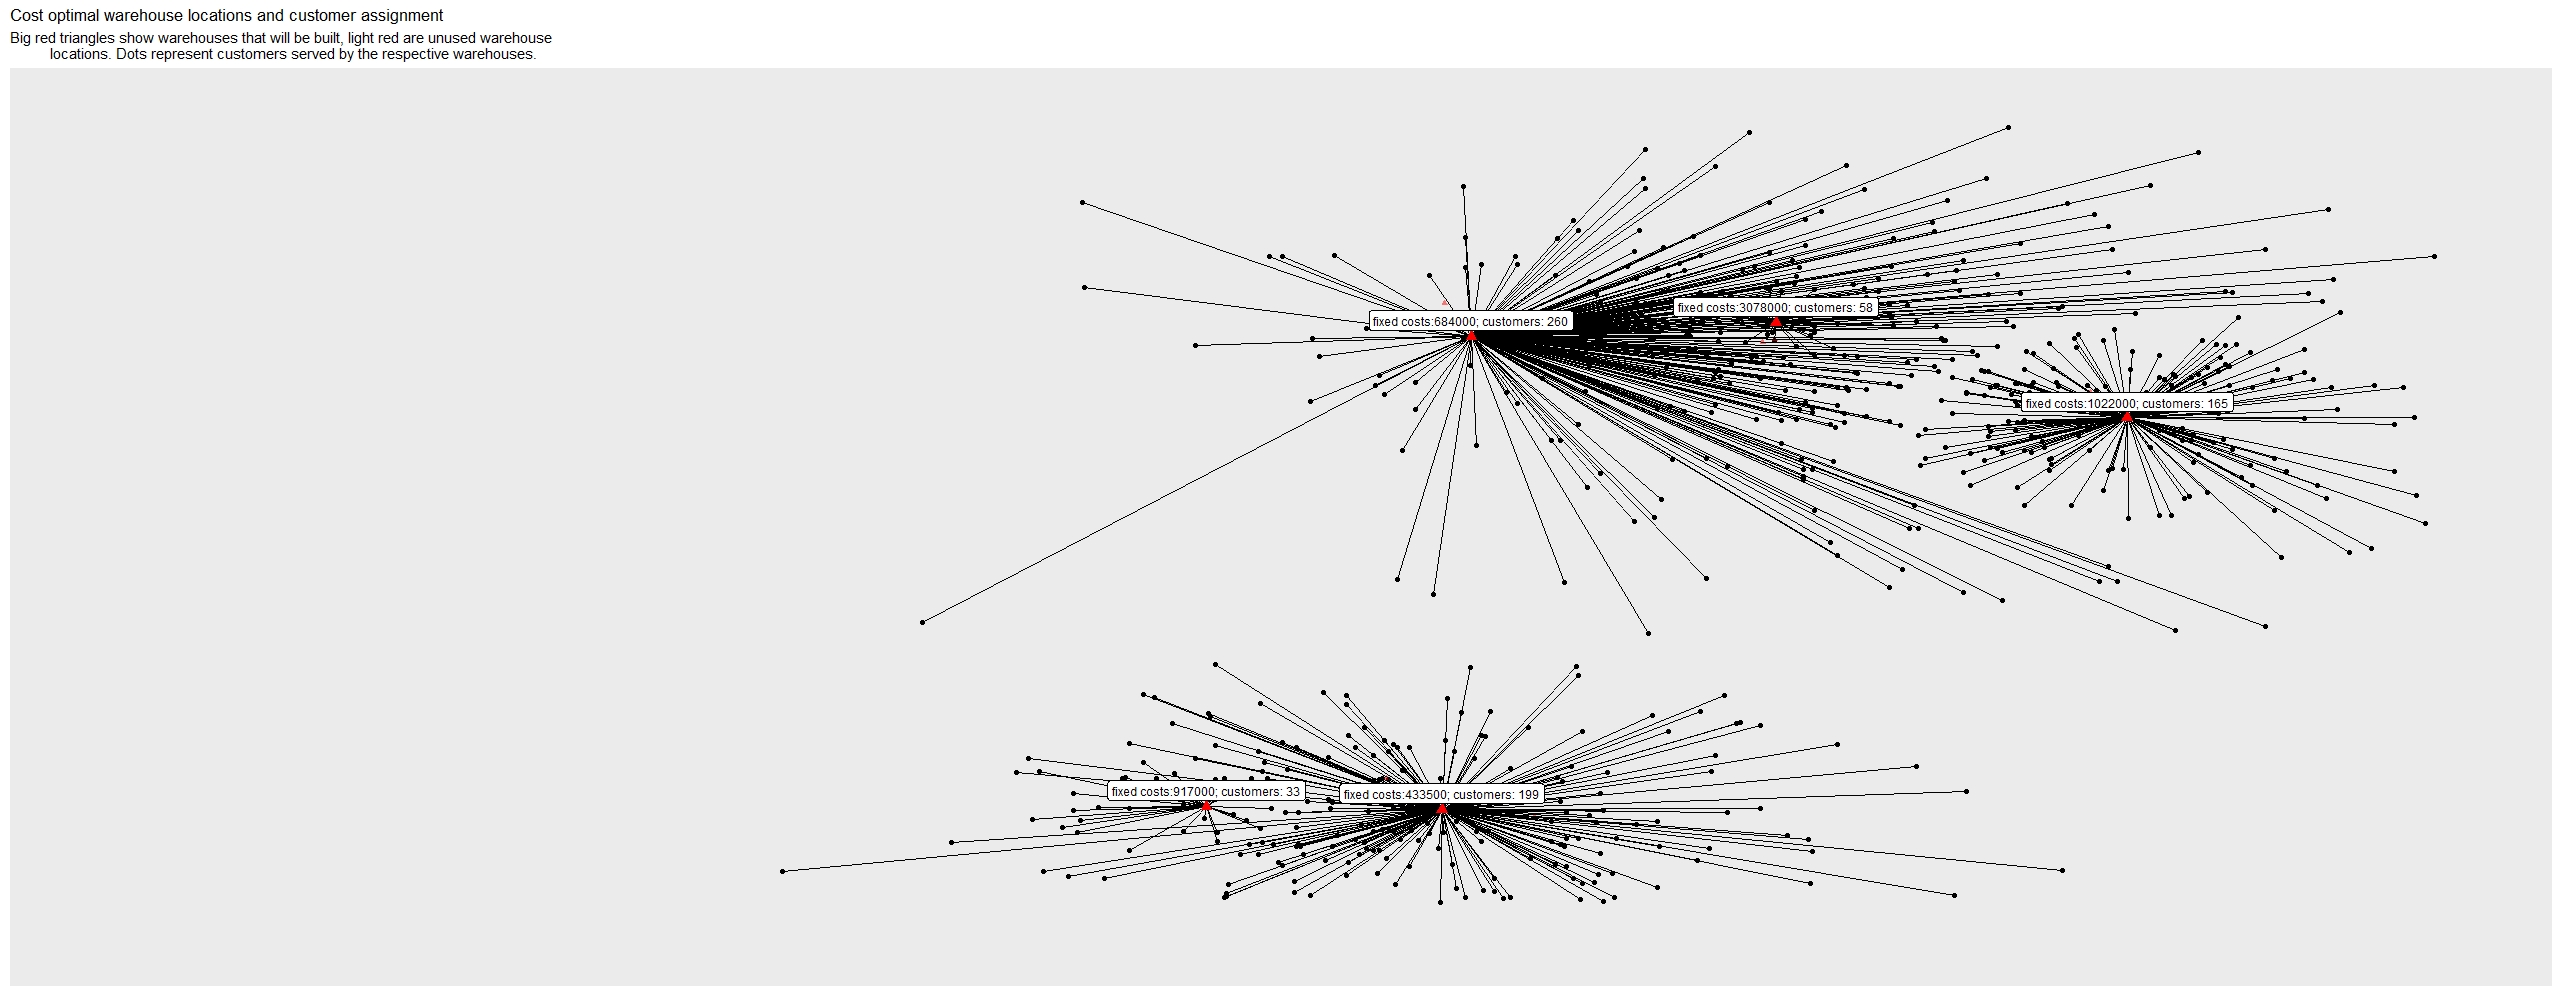 Cost optimal warehouse locations and customer assignment
Big red triangles show warehouses that will be built, light red are unused warehouse
locations. Dots represent customers served by the respective warehouses.
fixed costs:3078000; customers: 58
fixed costs:684000; customers: 260
fixed costs:1022000; customers: 165
fixed costs:917000; customers: 33
fixed costs:433500; customers: 199